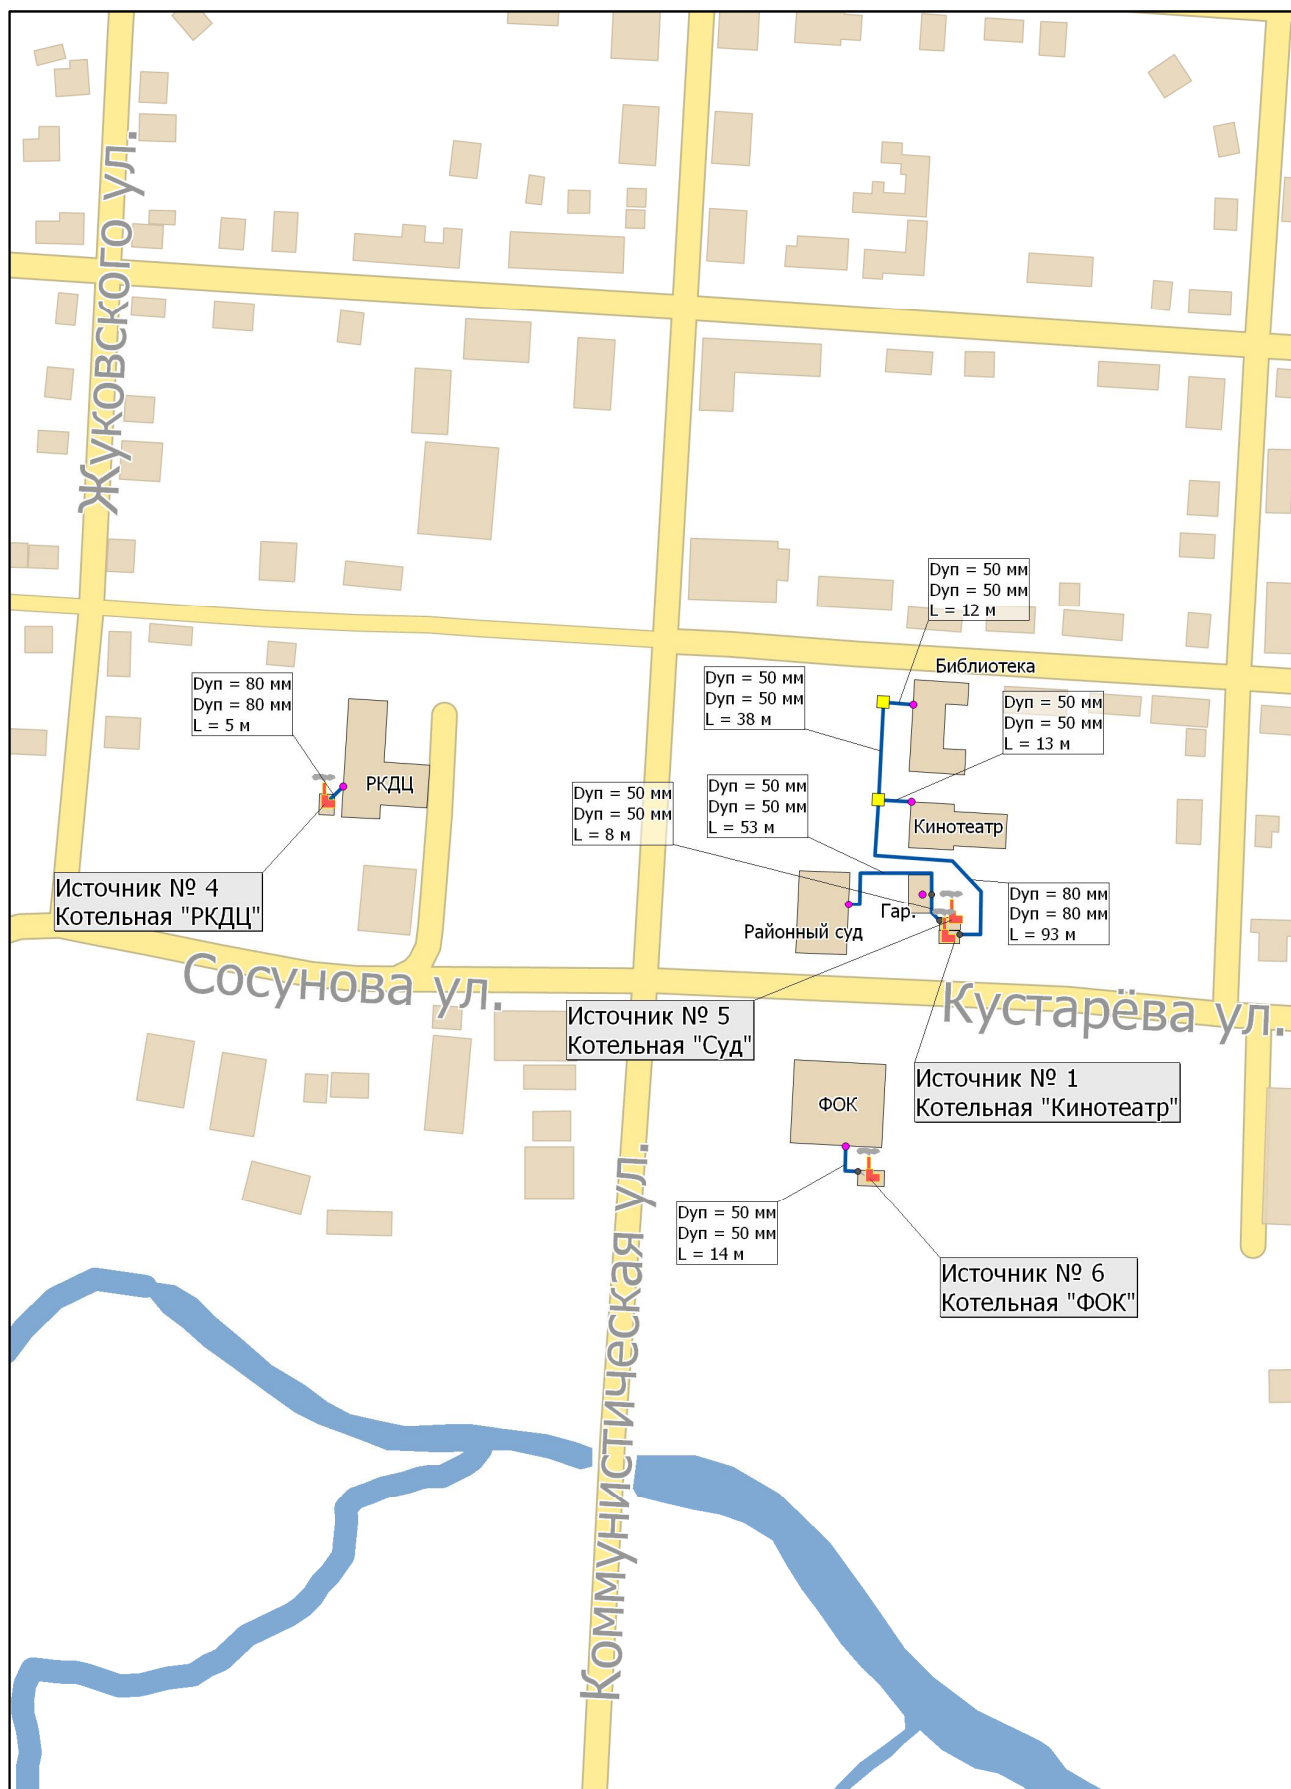 Жуковского ул.
Dуп = 50 мм
Dуп = 50 мм
L = 12 м
Библиотека
Dуп = 80 мм
Dуп = 80 мм
L = 5 м
Dуп = 50 мм
Dуп = 50 мм
L = 38 м
Dуп = 50 мм
Dуп = 50 мм
L = 13 м
РКДЦ
Dуп = 50 мм
Dуп = 50 мм
L = 8 м
Dуп = 50 мм
Dуп = 50 мм
L = 53 м
Кинотеатр
Источник № 4
Котельная "РКДЦ"
Гар.
Районный суд
Dуп = 80 мм
Dуп = 80 мм
L = 93 м
Сосунова ул.
Кустарёва ул.
Источник № 5
Котельная "Суд"
Источник № 1
Котельная "Кинотеатр"
ФОК
Dуп = 50 мм
Dуп = 50 мм
L = 14 м
Источник № 6
Котельная "ФОК"
Коммунистическая ул.